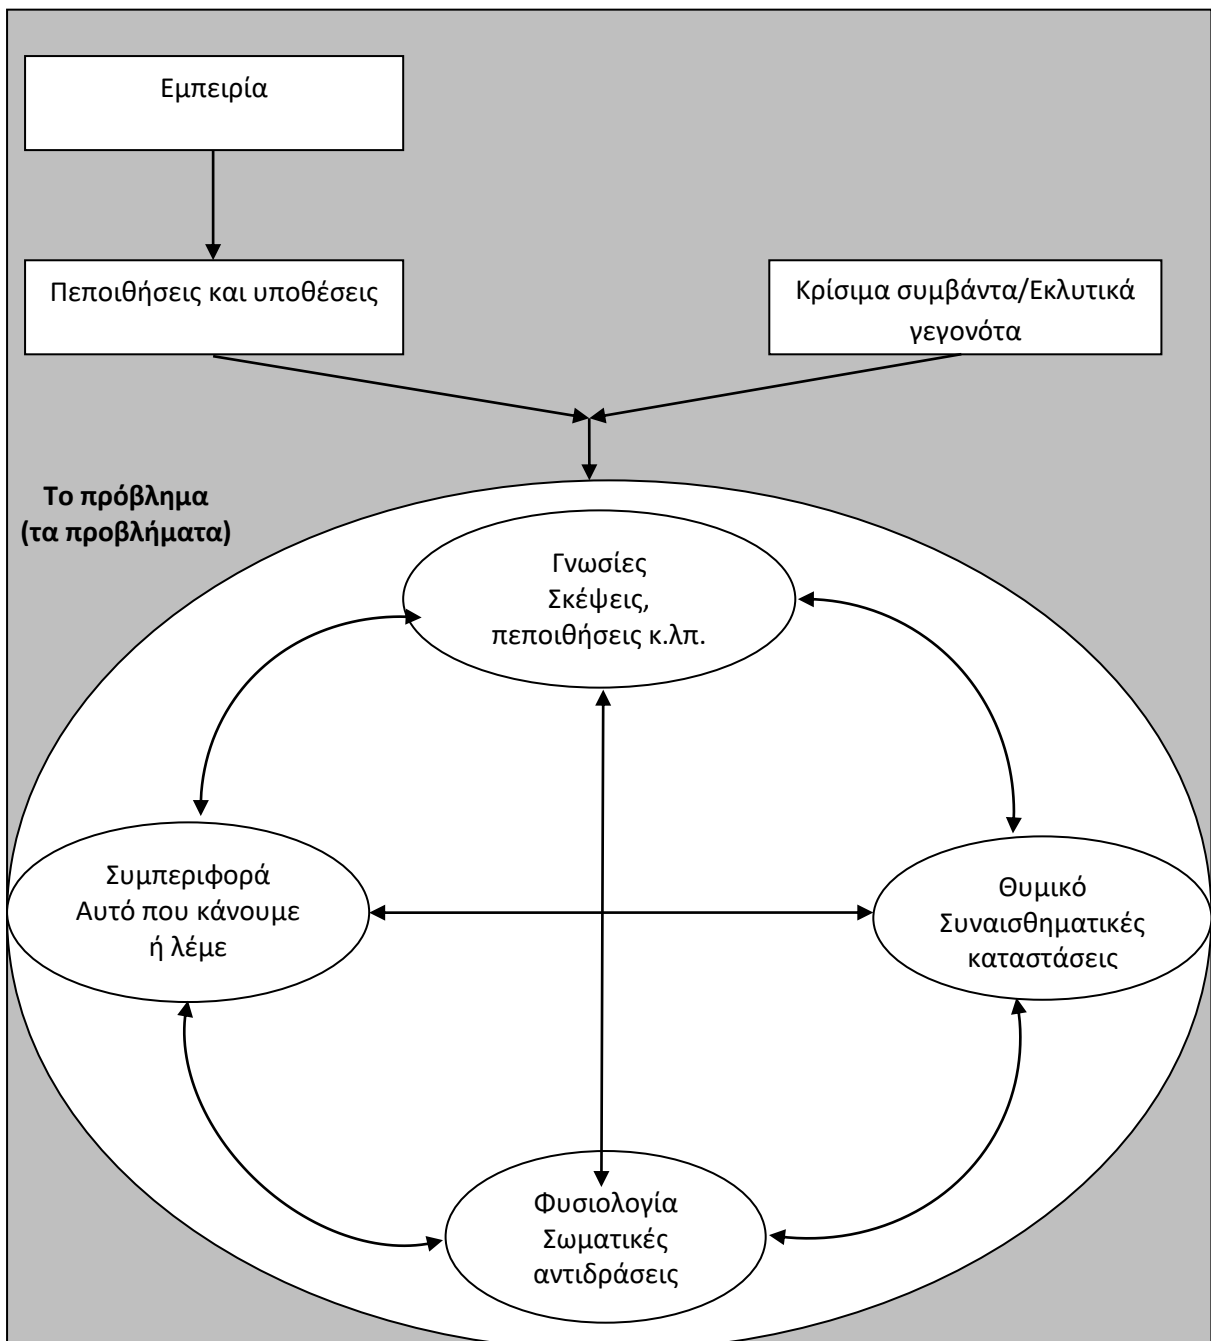 Εμπειρία
Πεποιθήσεις και υποθέσεις
Κρίσιμα συμβάντα/Εκλυτικά
γεγονότα
Το πρόβλημα
(τα προβλήματα)
Γνωσίες
Σκέψεις,
πεποιθήσεις κ.λπ.
Συμπεριφορά
Αυτό που κάνουμε
ή λέμε
Θυμικό
Συναισθηματικές
καταστάσεις
Φυσιολογία
Σωματικές
αντιδράσεις